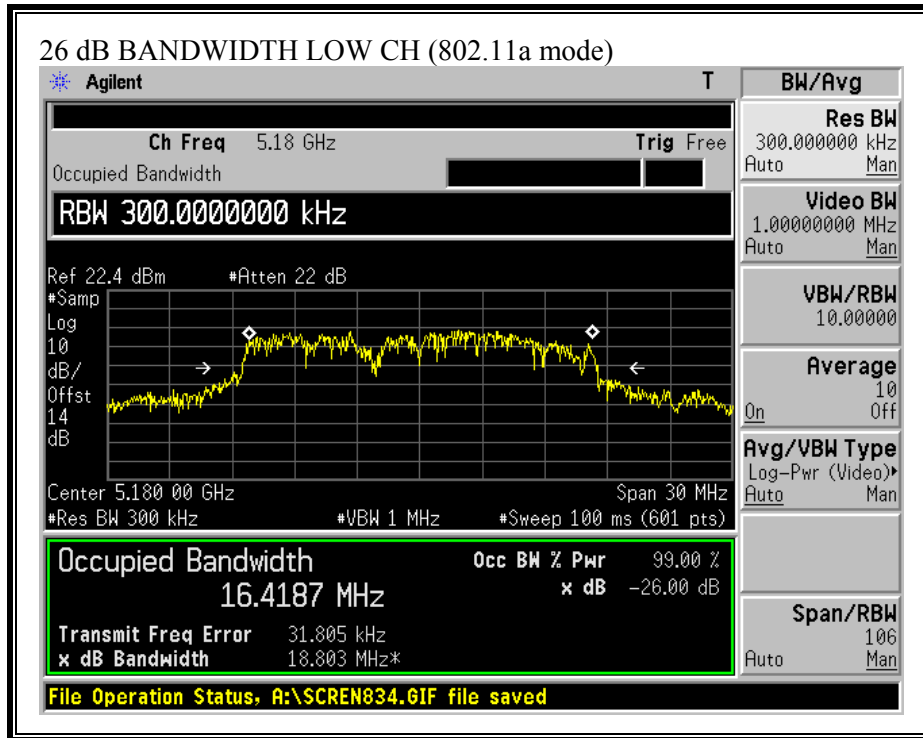 26 dB BANDWIDTH LOW CH (802.11a mode)
Agilent T
Ch Freq 5.18 GHz Trig Free
Occupied Bandwidth
RBW 300.0000000 kHz
Ref 22.4 dBm #Atten 22 dB
#Samp
Log
10
dB/
Offst
14
dB
Center 5.180 00 GHz Span 30 MHz
#Res BW 300 kHz #VBW 1 MHz #Sweep 100 ms (601 pts)
Occupied Bandwidth
16.4187 MHz
Occ BW % Pwr 99.00 %
x dB -26.00 dB
Transmit Freq Error 31.805 kHz
x dB Bandwidth 18.803 MHz*
File Operation Status, A:\SCREN834.GIF file saved
BW/Avg
Res BW
300.000000 kHz
Auto Man
Video BW
1.00000000 MHz
Auto Man
VBW/RBW
10.00000
Average
10
On Off
Avg/VBW Type
Log-Pwr (Video)
Auto Man
Span/RBW
106
Auto Man